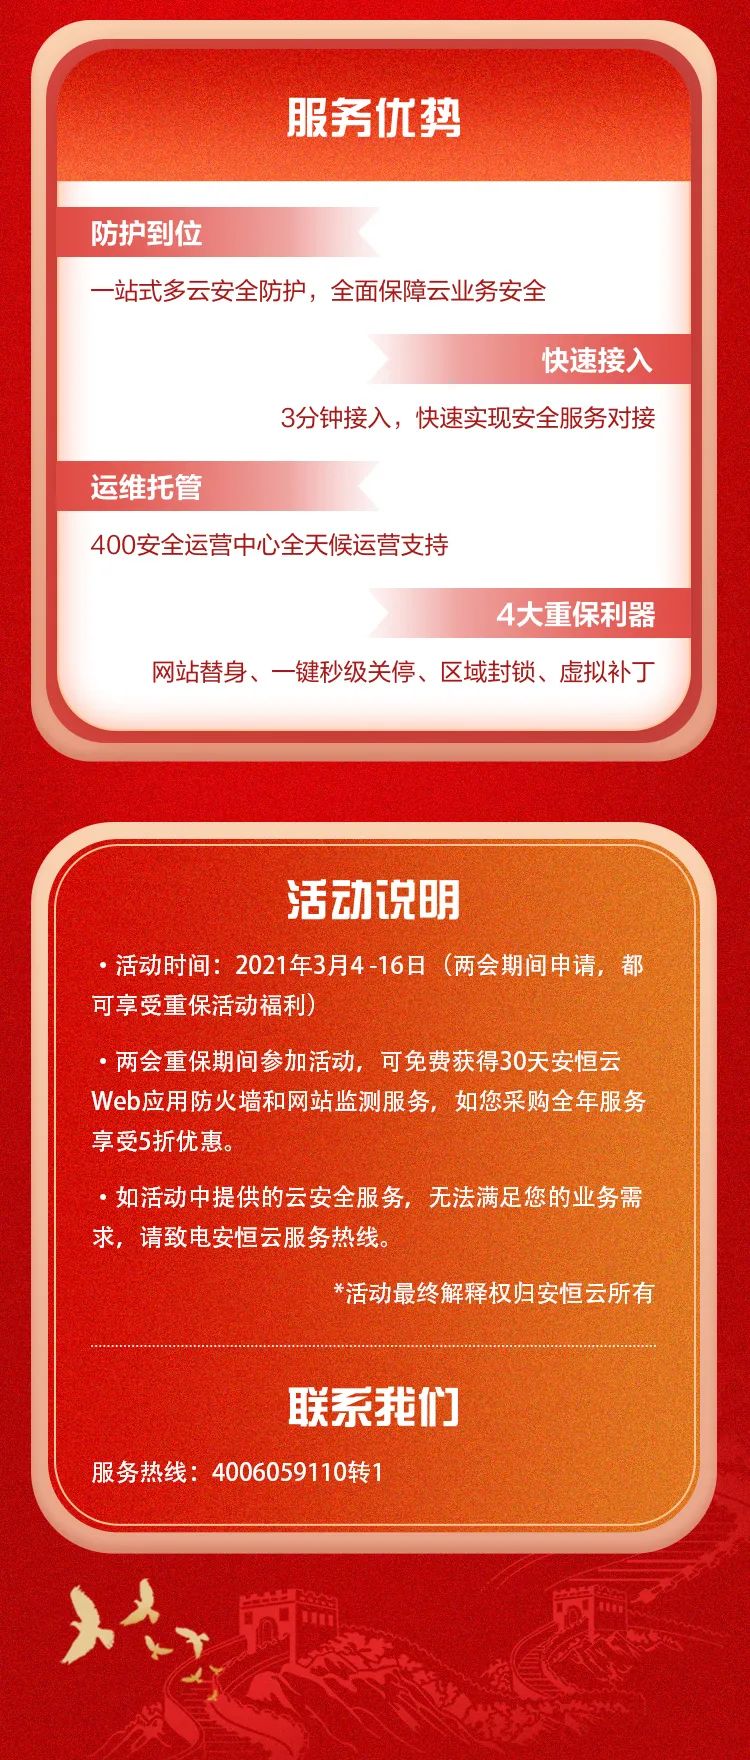 服务优势
防护到位
一站式多云安全防护，全面保障云业务安全
快速接入
3分钟接入，快速实现安全服务对接
运维托管
400安全运营中心全天候运营支持
4大重保利器
网站替身、一键秒级关停、区域封锁、虚拟补丁
活动说明
·活动时间：2021年3月4 -16日（两会期间申请，都
可享受重保活动福利）
·两会重保期间参加活动，可免费获得30天安恒云
Web应用防火墙和网站监测服务，如您采购全年服务
享受5折优惠。
·如活动中提供的云安全服务，无法满足您的业务需
求，请致电安恒云服务热线。
*活动最终解释权归安恒云所有
联系我们
服务热线：4006059110转1